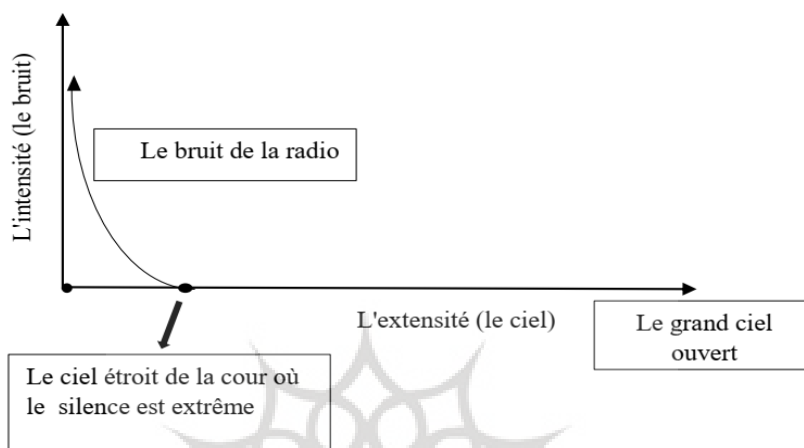 L'intensité (le bruit)
Le bruit de la radio
L'extensité (le ciel)
Le grand ciel
ouvert
Le ciel étroit de la cour où
le silence est extrême